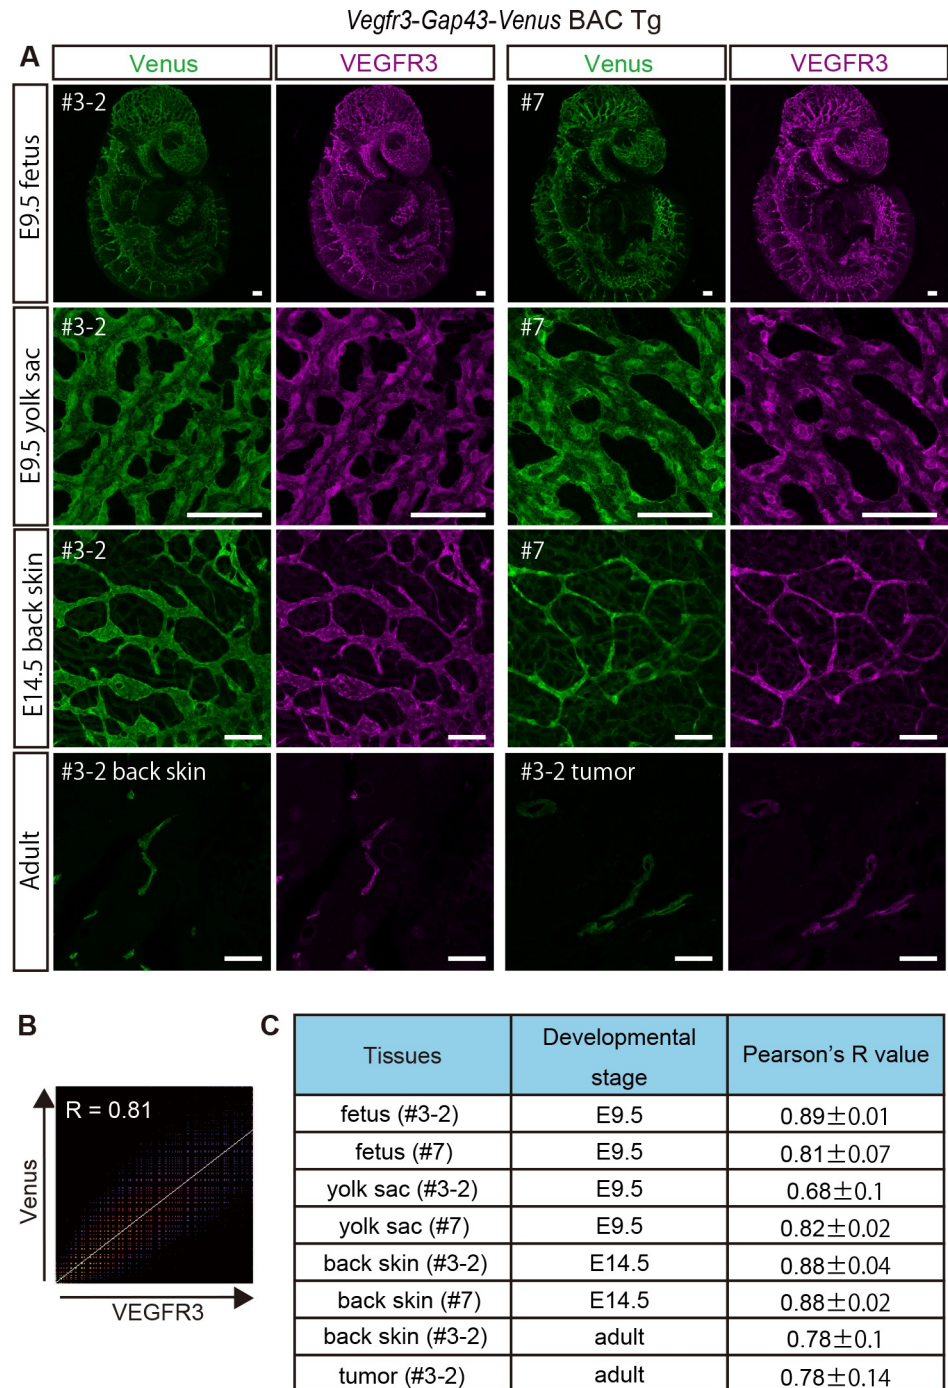 Vegfr3-Gap43-Venus BAC Tg
A
Venus
VEGFR3
Venus
VEGFR3
E9.5 fetus
#3-2
#7
E9.5 yolk sac
#3-2
#7
E14.5 back skin
#3-2
#7
Adult
#3-2 back skin
#3-2 tumor
B
R = 0.81
Venus
VEGFR3
C
Tissues
Developmental
stage
Pearson’s R value
fetus (#3-2) E9.5 0.89±0.01
fetus (#7) E9.5 0.81±0.07
yolk sac (#3-2) E9.5 0.68±0.1
yolk sac (#7) E9.5 0.82±0.02
back skin (#3-2) E14.5 0.88±0.04
back skin (#7) E14.5 0.88±0.02
back skin (#3-2) adult 0.78±0.1
tumor (#3-2) adult 0.78±0.14